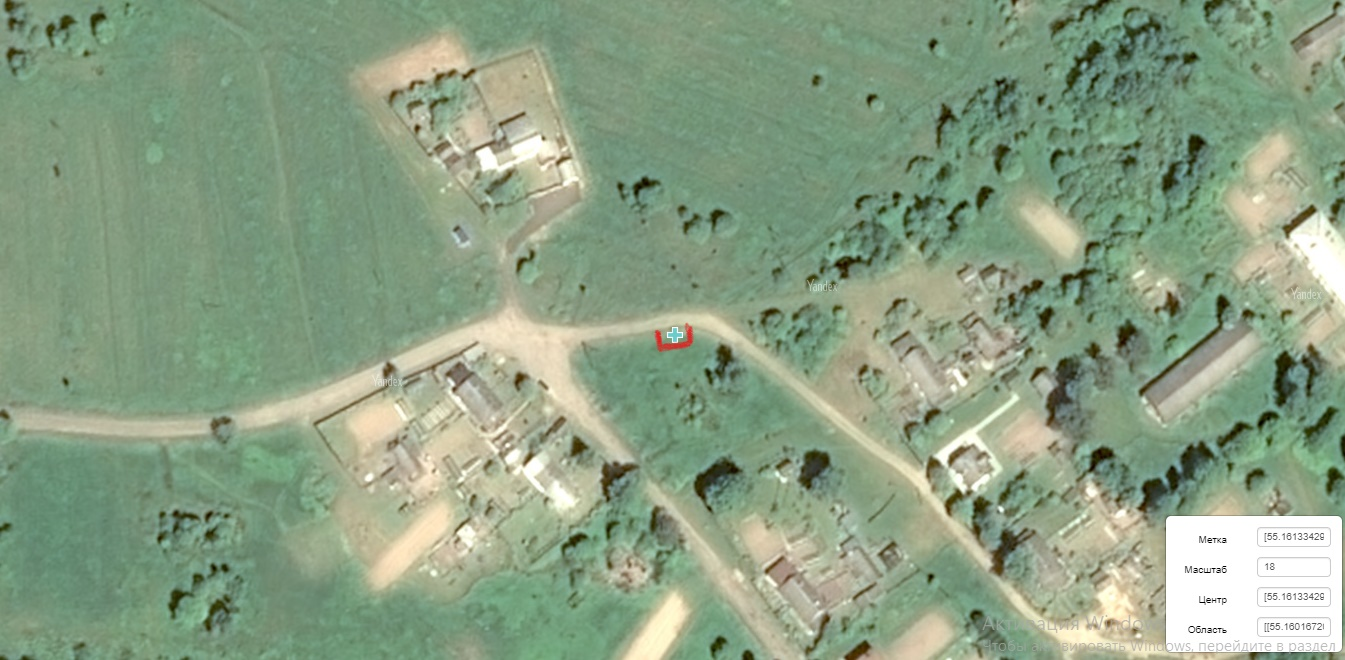 Yandex
Yandex
Yandex
Метка [55.16133429
Масштаб 18
Центр [55.16133429
Область [[55.1601672
Активация Windows
Чтобы активировать Windows, перейдите в раздел